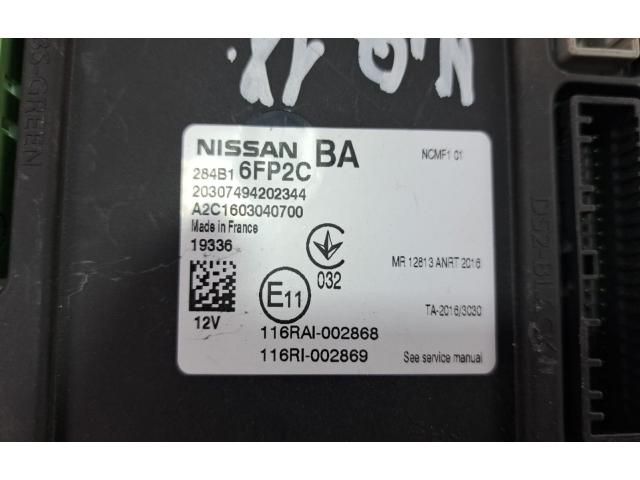 NISSAN BA
NCMF1 01
284B1 6FP2C
20307494202344
A2C1603040700
Made in France
19336
032
MR 12813 ANRT 2016
E11
TA-2016/3030
12V
116RAI-002868
116RI-002869
See service manual